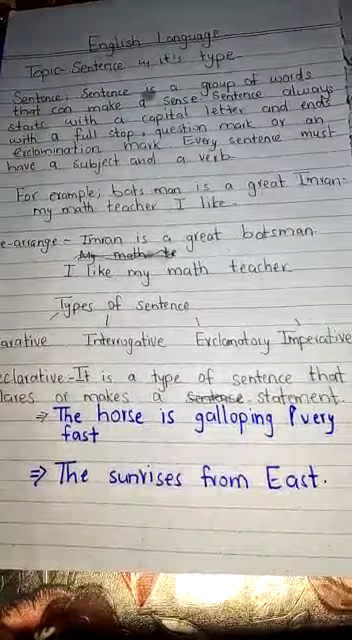 English Language
Topic- Sentence & it's type
Sentence; Sentence is a group of words
that can make a sense. Sentence always
starts with a capital letter and ends
with a full stop, question mark or an
exclamination mark Every sentence must
have a subject and a verb
For example; bats man is a great Imran=
my math teacher I like.
e-arrange = Imran is a great batsman.
I like my math teacher
Types of sentence
arative Interrogative Exclamatory Imperative
eclarative:- It is a type of sentence that
lares or makes a statement.
⇒ The horse is galloping very
fast
⇒ The sunrises from East.